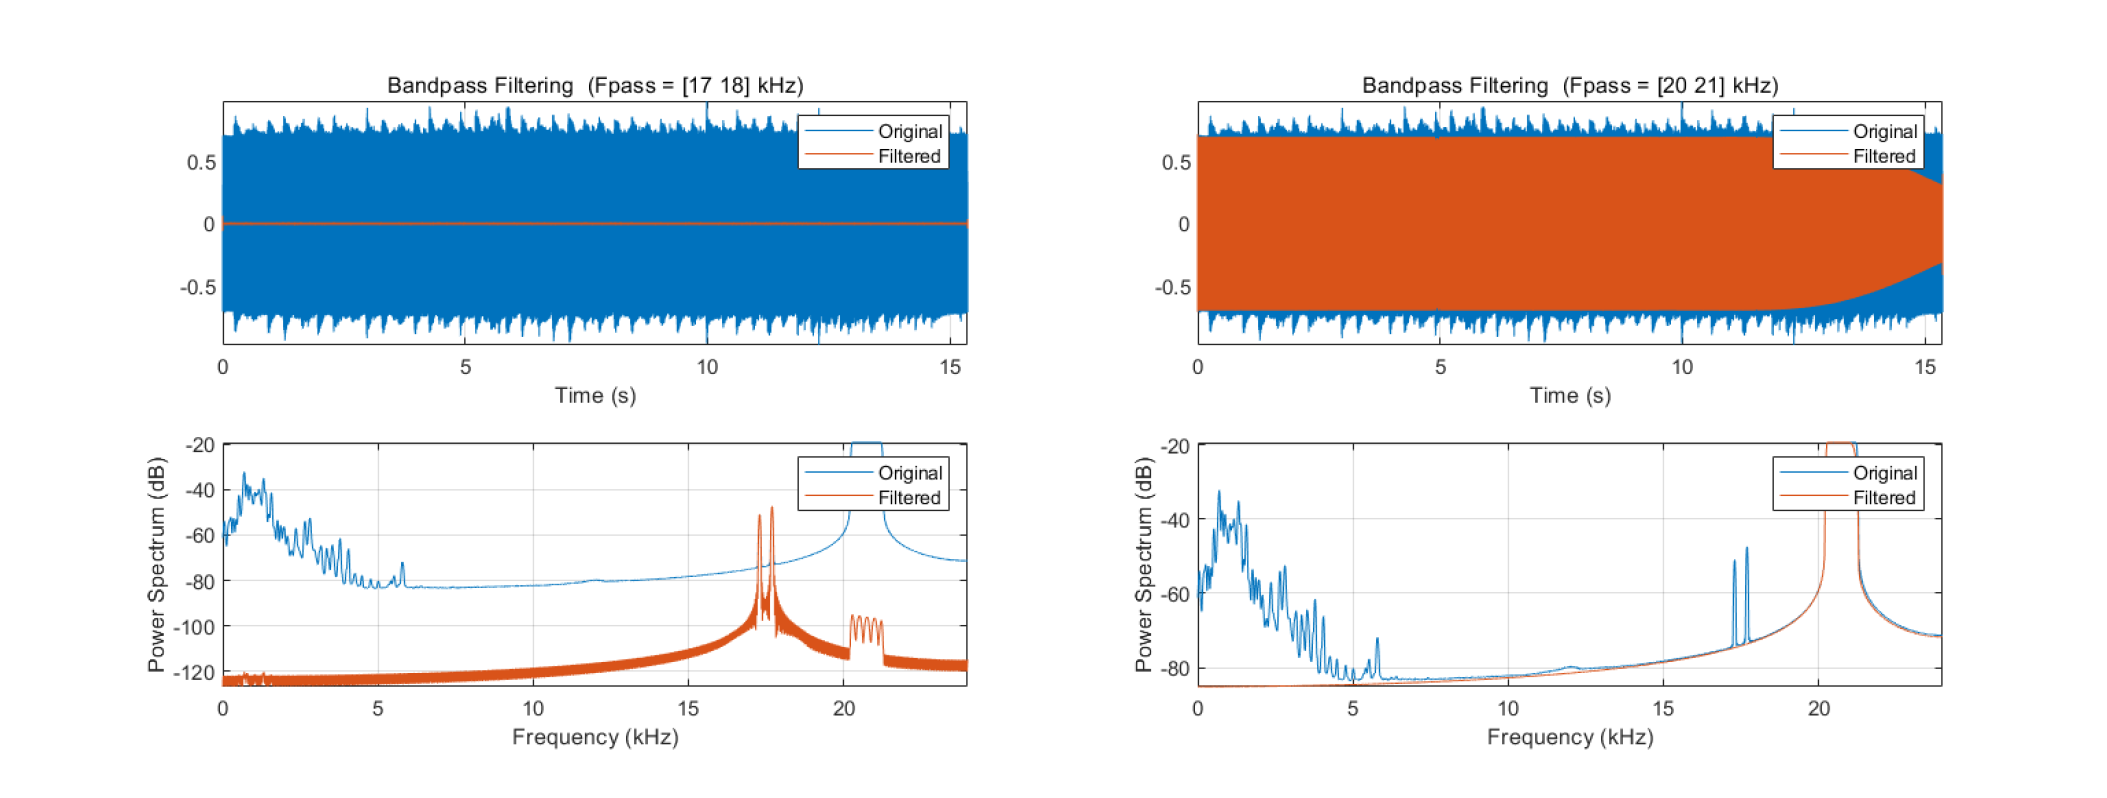 Bandpass Filtering (Fpass = [17 18] kHz)
0.5
0
-0.5
Original
Filtered
0 5 10 15
Time (s)
Power Spectrum (dB)
-20
-40
-60
-80
-100
-120
Original
Filtered
0 5 10 15 20
Frequency (kHz)
Bandpass Filtering (Fpass = [20 21] kHz)
0.5
0
-0.5
Original
Filtered
0 5 10 15
Time (s)
Power Spectrum (dB)
-20
-40
-60
-80
Original
Filtered
0 5 10 15 20
Frequency (kHz)